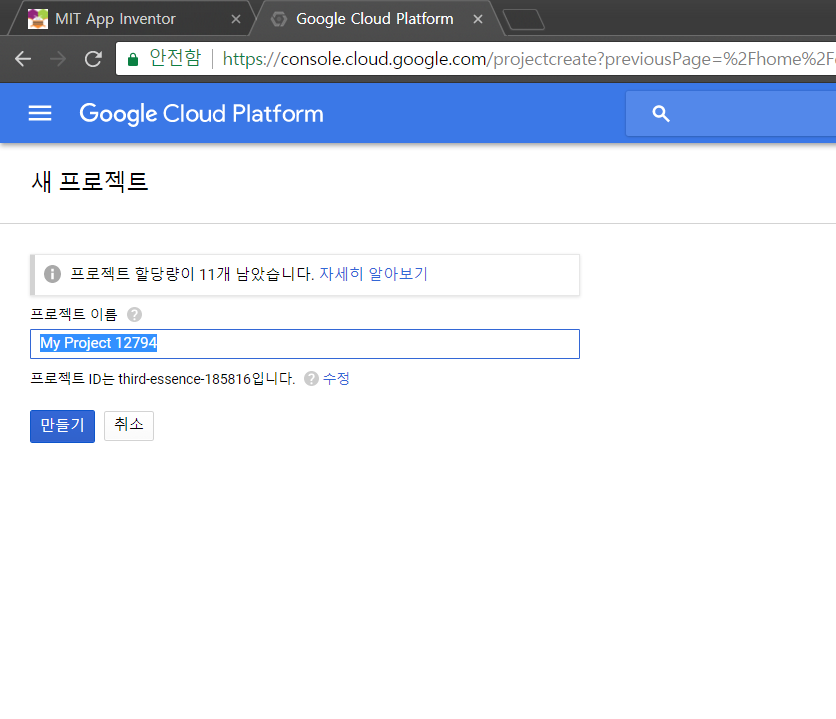 MIT App Inventor
Google Cloud Platform
안전함 https://console.cloud.google.com/projectcreate?previousPage=%2Fhome%2F
Google Cloud Platform
새 프로젝트
프로젝트 할당량이 11개 남았습니다. 자세히 알아보기
프로젝트 이름
My Project 12794
프로젝트 ID는 third-essence-185816입니다. 수정
만들기 취소